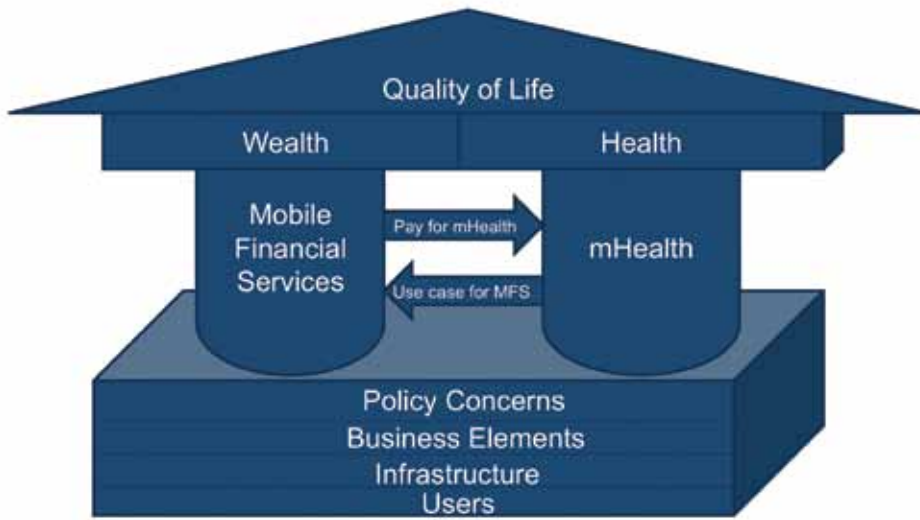 Quality of Life
Wealth
Health
Mobile
Financial
Services
Pay for mHealth
mHealth
Use case for MFS
Policy Concerns
Business Elements
Infrastructure
Users